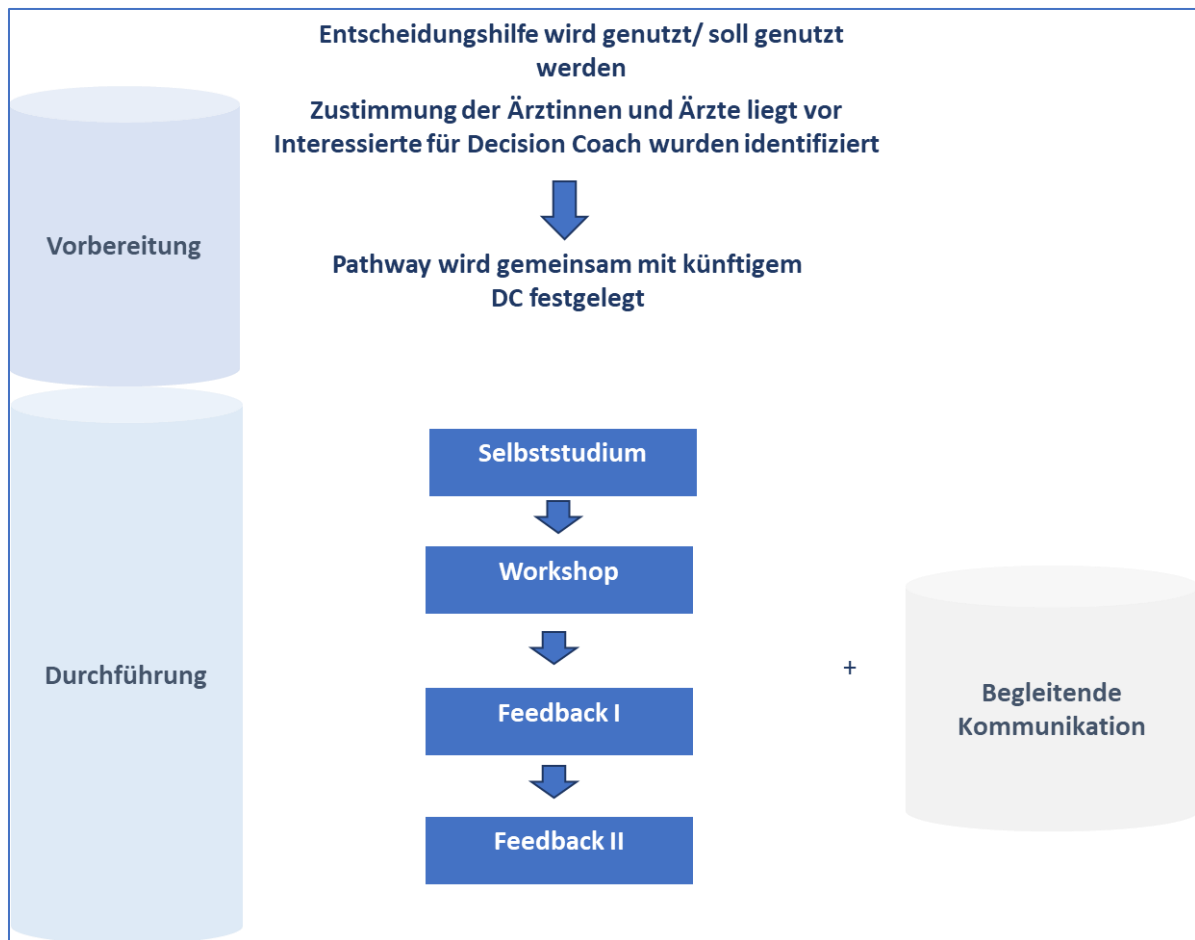 Entscheidungshilfe wird genutzt/ soll genutzt
werden
Zustimmung der Ärztinnen und Ärzte liegt vor
Interessierte für Decision Coach wurden identifiziert
Vorbereitung
Pathway wird gemeinsam mit künftigem
DC festgelegt
Selbststudium
Workshop
Durchführung
+
Begleitende
Kommunikation
Feedback I
Feedback II